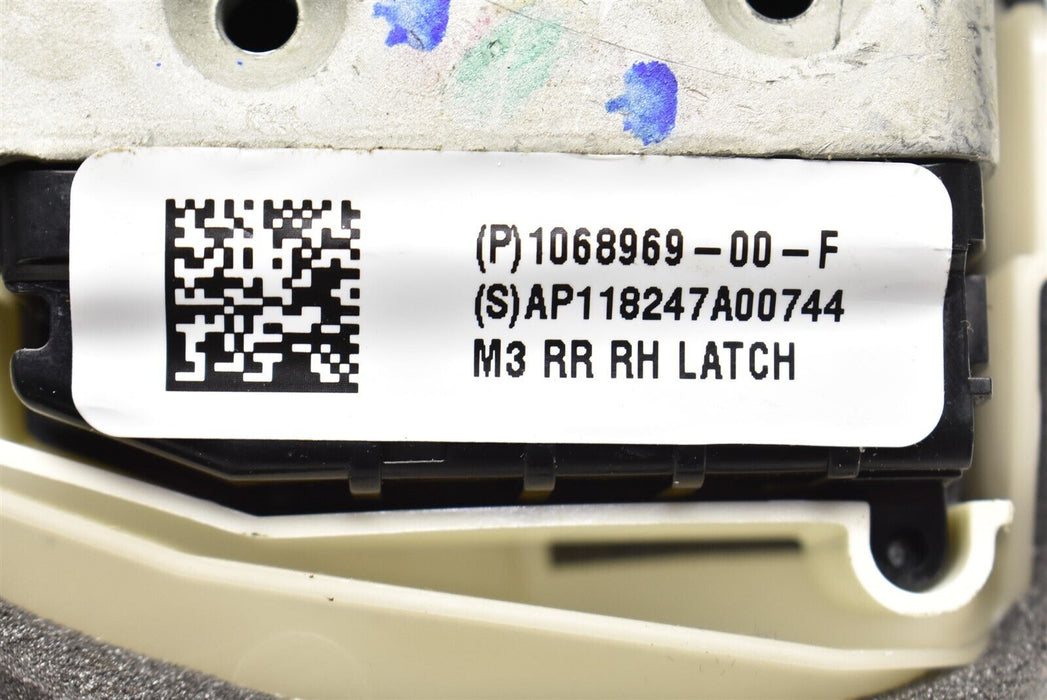 (P)1068969-00-F
(S)AP118247A00744
M3 RR RH LATCH